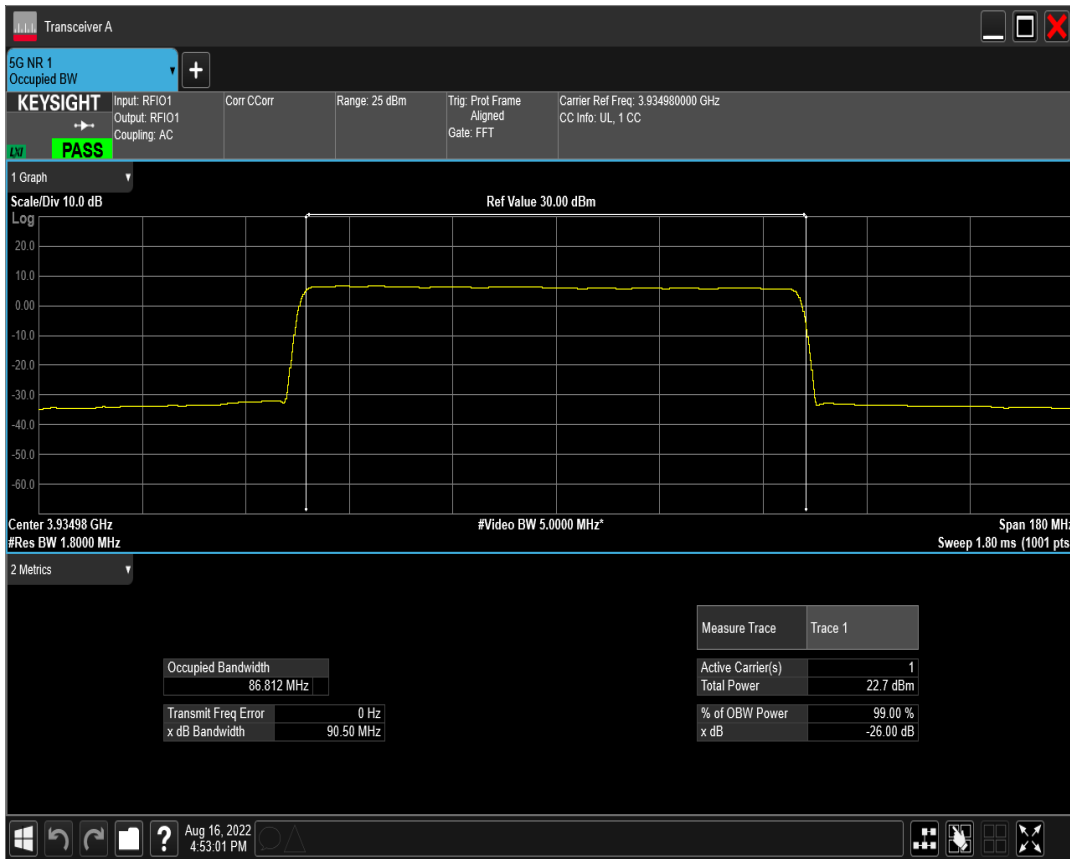 Transceiver A
5G NR 1
Occupied BW
KEYSIGHT
LXI
PASS
Input: RFIO1
Output: RFIO1
Coupling: AC
Corr CCorr
Range: 25 dBm
Trig: Prot Frame
Aligned
Gate: FFT
Carrier Ref Freq: 3.934980000 GHz
CC Info: UL, 1 CC
1 Graph
Scale/Div 10.0 dB
Ref Value 30.00 dBm
Log
20.0
10.0
0.00
-10.0
-20.0
-30.0
-40.0
-50.0
-60.0
Center 3.93498 GHz
#Video BW 5.0000 MHz*
Span 180 MHz
#Res BW 1.8000 MHz
Sweep 1.80 ms (1001 pts
2 Metrics
Measure Trace Trace 1
Occupied Bandwidth
86.812 MHz
Active Carrier(s) 1
Total Power 22.7 dBm
Transmit Freq Error 0 Hz
x dB Bandwidth 90.50 MHz
% of OBW Power 99.00 %
x dB -26.00 dB
?
Aug 16, 2022
4:53:01 PM